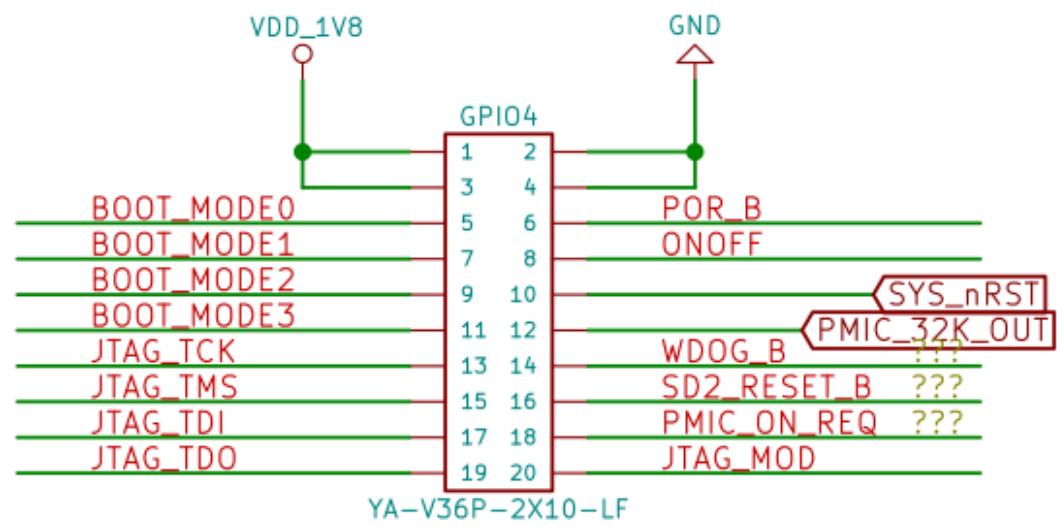 VDD_1V8 GND
GPIO4
1 2
3 4
BOOT_MODE0 5 6 POR_B
BOOT_MODE1 7 8 ONOFF
BOOT_MODE2 9 10 SYS_nRST
BOOT_MODE3 11 12 PMIC_32K_OUT
JTAG_TCK 13 14 WDOG_B ???
JTAG_TMS 15 16 SD2_RESET_B ???
JTAG_TDI 17 18 PMIC_ON_REQ ???
JTAG_TDO 19 20 JTAG_MOD
YA-V36P-2X10-LF